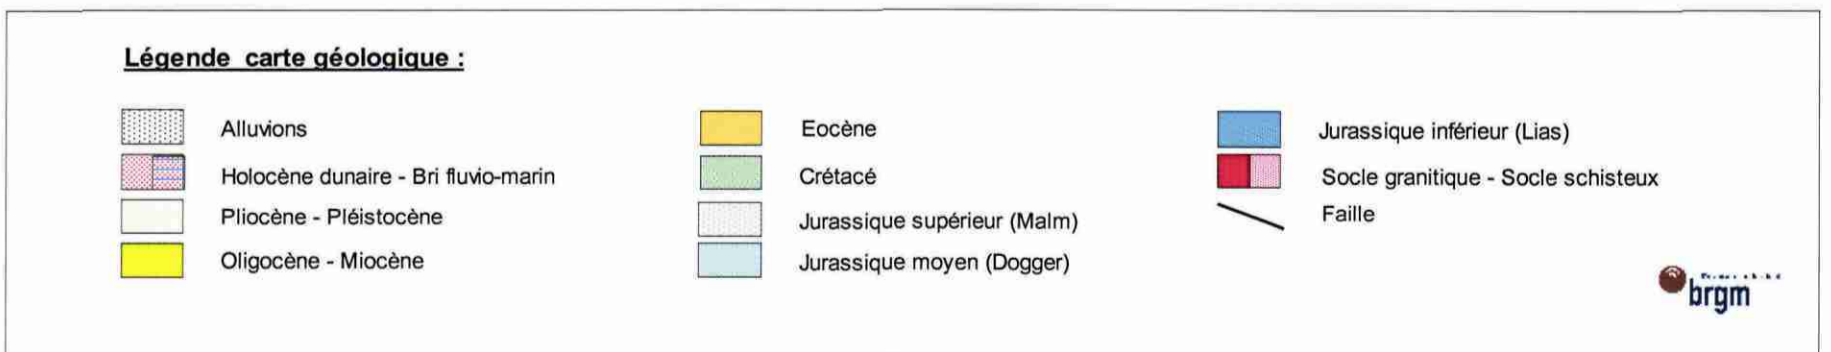 Légende carte géologique :
Alluvions
Holocène dunaire - Bri fluvio-marin
Pliocène - Pléistocène
Oligocène - Miocène
Eocène
Crétacé
Jurassique supérieur (Malm)
Jurassique moyen (Dogger)
Jurassique inférieur (Lias)
Socle granitique - Socle schisteux
Faille
brgm